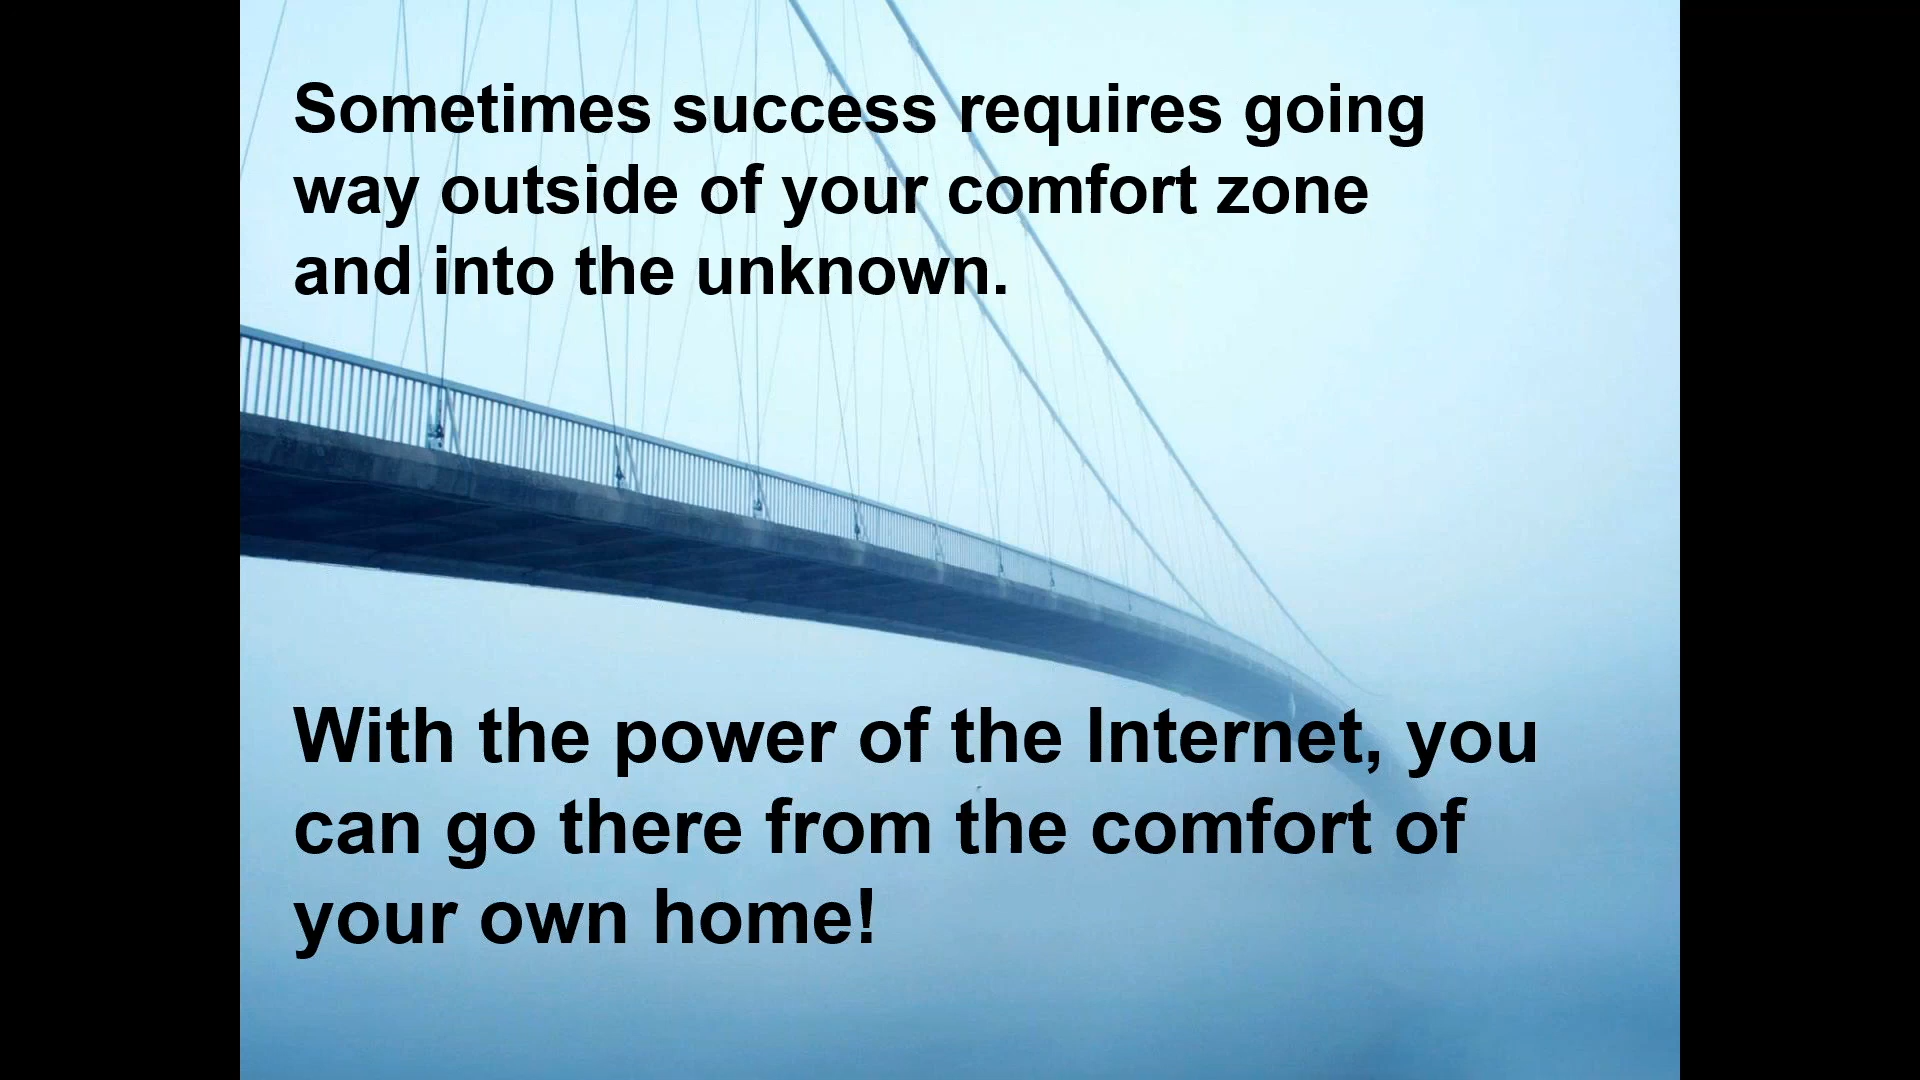 Sometimes success requires going
way outside of your comfort zone
and into the unknown.
With the power of the Internet, you
can go there from the comfort of
your own home!